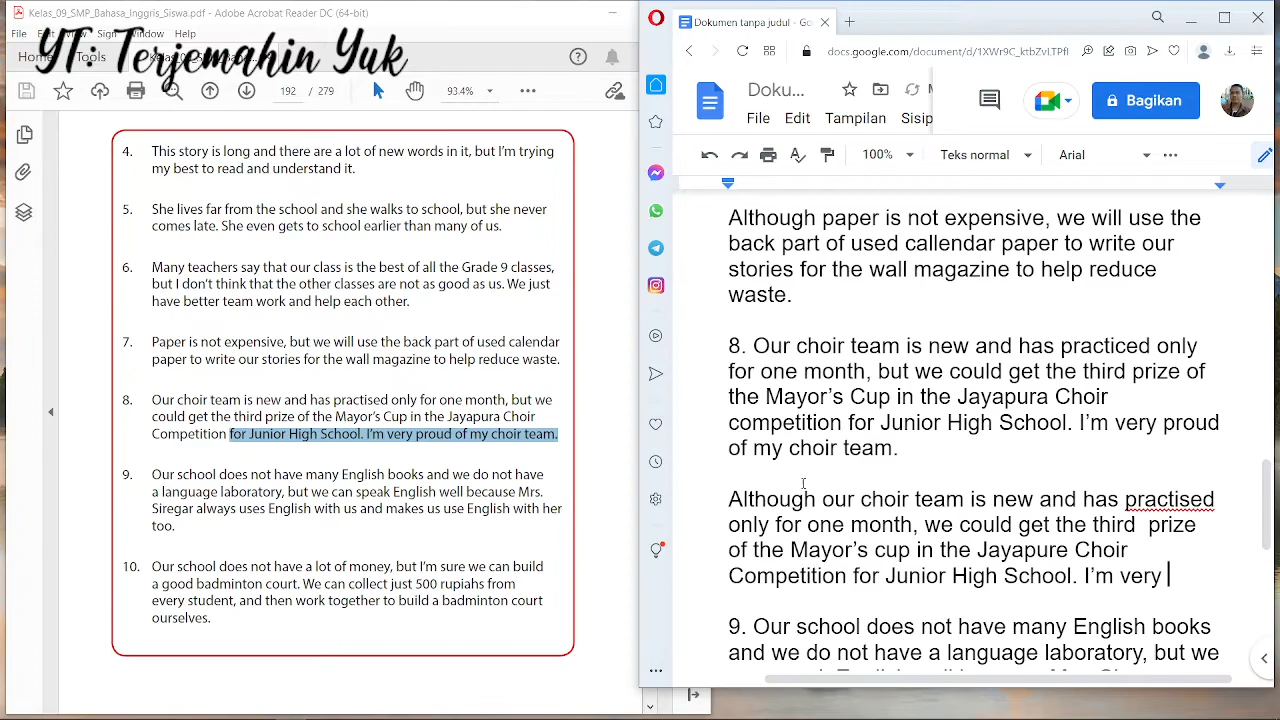 Kelas_09_SMP_Bahasa_Inggris_Siswa.pdf - Adobe Acrobat Reader DC (64-bit)
File Edit View Sign Window Help
YT: Terjemahin Yuk
Home Tools
192 / 279
93.4%
4. This story is long and there are a lot of new words in it, but I'm trying
my best to read and understand it.
5. She lives far from the school and she walks to school, but she never
comes late. She even gets to school earlier than many of us.
6. Many teachers say that our class is the best of all the Grade 9 classes,
but I don't think that the other classes are not as good as us. We just
have better team work and help each other.
7. Paper is not expensive, but we will use the back part of used calendar
paper to write our stories for the wall magazine to help reduce waste.
8. Our choir team is new and has practised only for one month, but we
could get the third prize of the Mayor's Cup in the Jayapura Choir
Competition for Junior High School. I'm very proud of my choir team.
9. Our school does not have many English books and we do not have
a language laboratory, but we can speak English well because Mrs.
Siregar always uses English with us and makes us use English with her
too.
10. Our school does not have a lot of money, but I'm sure we can build
a good badminton court. We can collect just 500 rupiahs from
every student, and then work together to build a badminton court
ourselves.
Dokumen tanpa judul - Go
docs.google.com/document/d/1XWr9C_ktbZvLTPfl
Doku
File Edit Tampilan Sisip
Bagikan
100% Teks normal Arial
Although paper is not expensive, we will use the
back part of used callendar paper to write our
stories for the wall magazine to help reduce
waste.
8. Our choir team is new and has practiced only
for one month, but we could get the third prize of
the Mayor's Cup in the Jayapura Choir
competition for Junior High School. I'm very proud
of my choir team.
Although our choir team is new and has practised
only for one month, we could get the third  prize
of the Mayor's cup in the Jayapure Choir
Competition for Junior High School. I'm very
9. Our school does not have many English books
and we do not have a language laboratory, but we